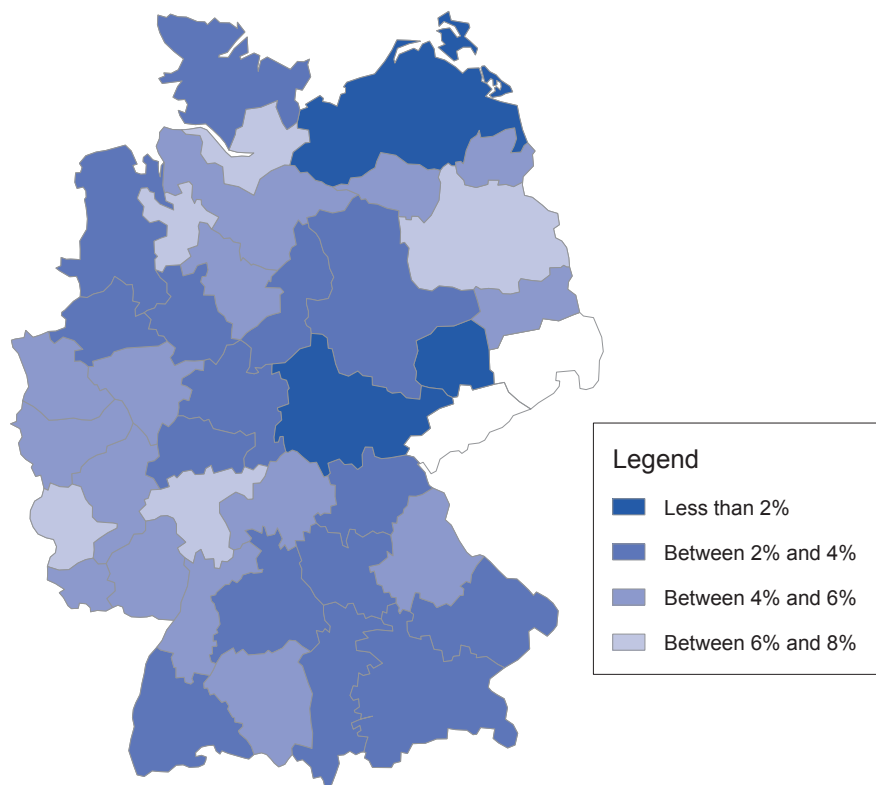 Legend
Less than 2%
Between 2% and 4%
Between 4% and 6%
Between 6% and 8%